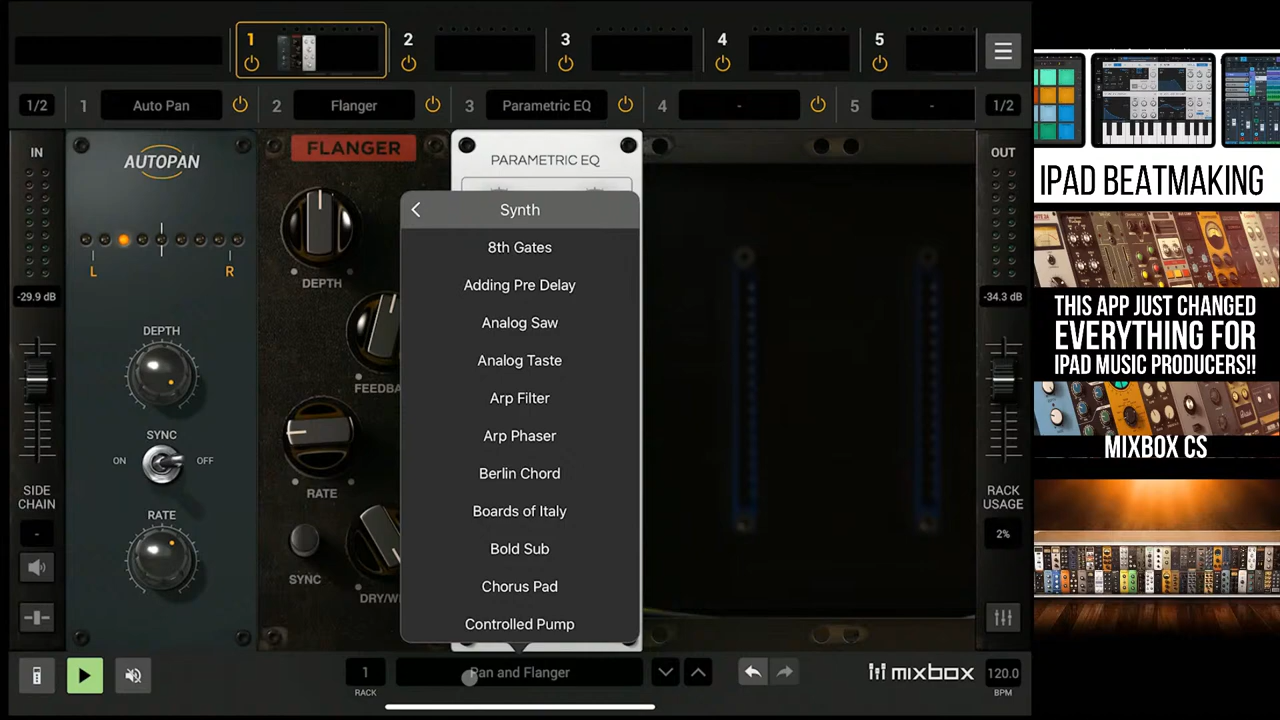 1
2
3
4
5
1/2
1 Auto Pan
2 Flanger
3 Parametric EQ
4 -
5 -
1/2
IN
-29.9 dB
SIDE
CHAIN
-
AUTOPAN
L
R
DEPTH
SYNC
ON
OFF
RATE
FLANGER
DEPTH
FEEDBA
RATE
SYNC
DRY/W
PARAMETRIC EQ
Synth
8th Gates
Adding Pre Delay
Analog Saw
Analog Taste
Arp Filter
Arp Phaser
Berlin Chord
Boards of Italy
Bold Sub
Chorus Pad
Controlled Pump
OUT
-34.3 dB
RACK
USAGE
2%
1
RACK
Pan and Flanger
mixbox
120.0
BPM
IPAD BEATMAKING
THIS APP JUST CHANGED
EVERYTHING FOR
IPAD MUSIC PRODUCERS!!
MIXBOX CS